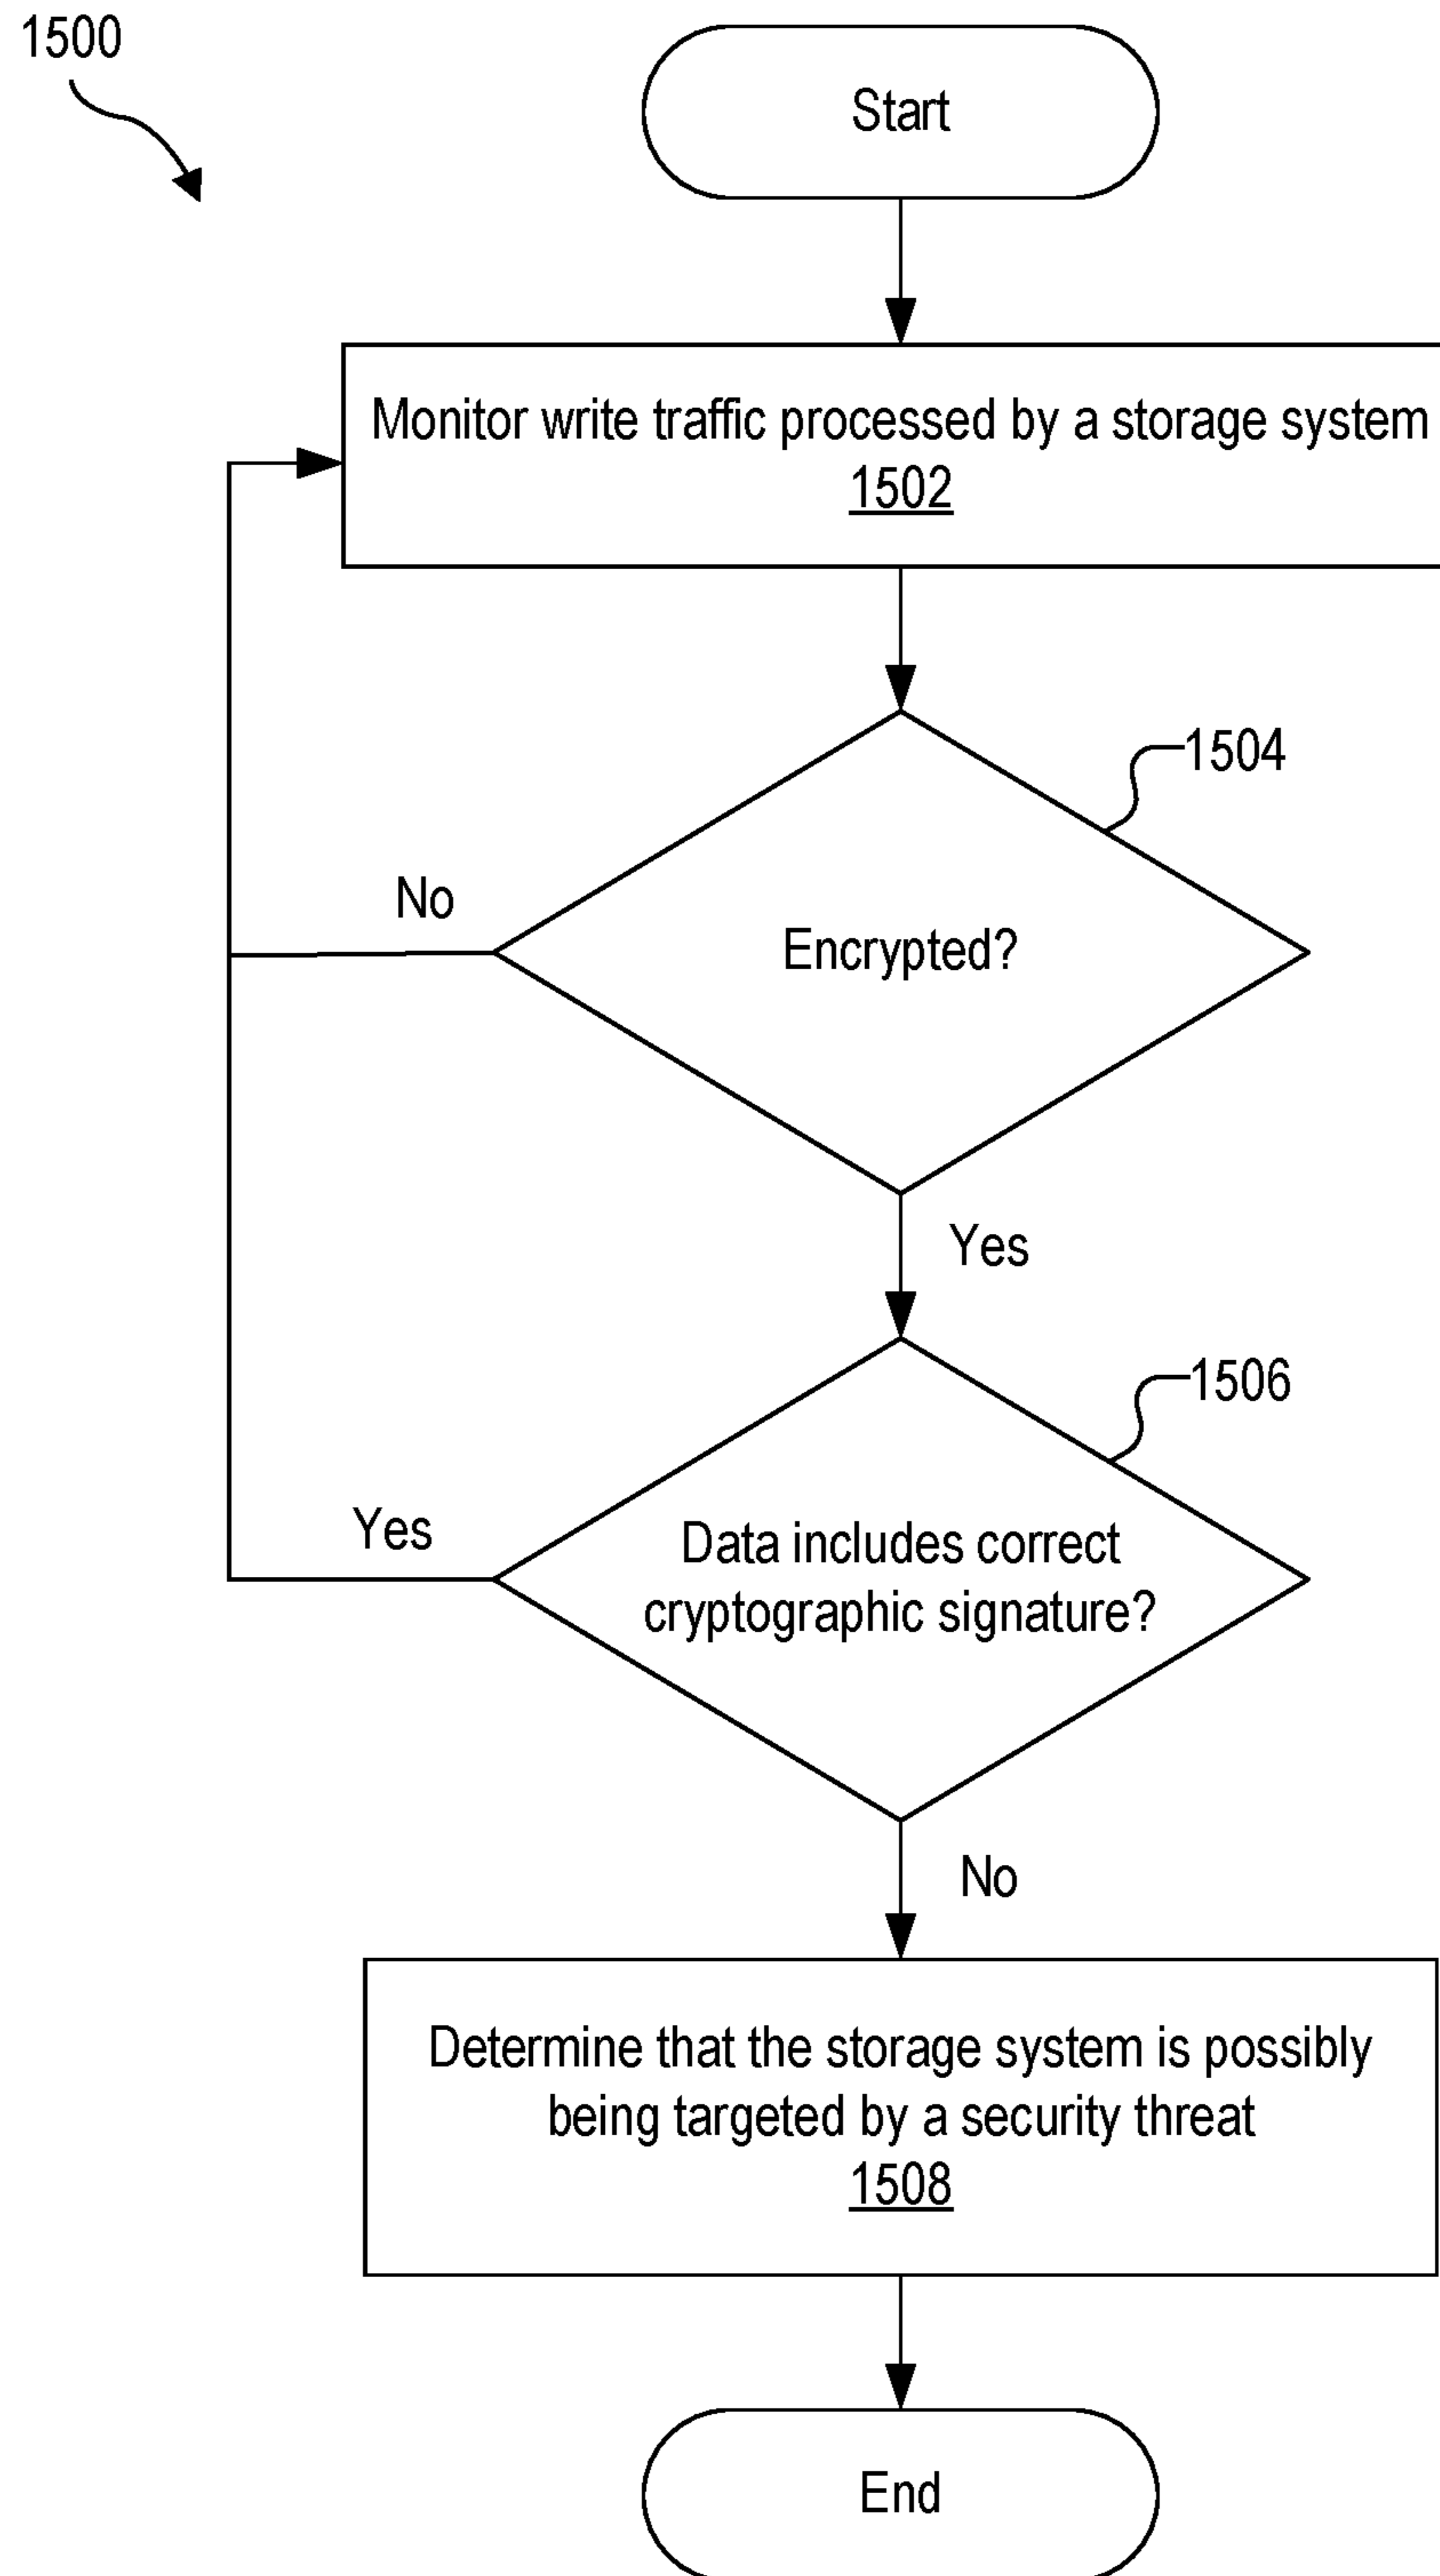 1500
Start
Monitor write traffic processed by a storage system
1502
1504
No
Encrypted?
Yes
1506
Yes
Data includes correct
cryptographic signature?
No
Determine that the storage system is possibly
being targeted by a security threat
1508
End